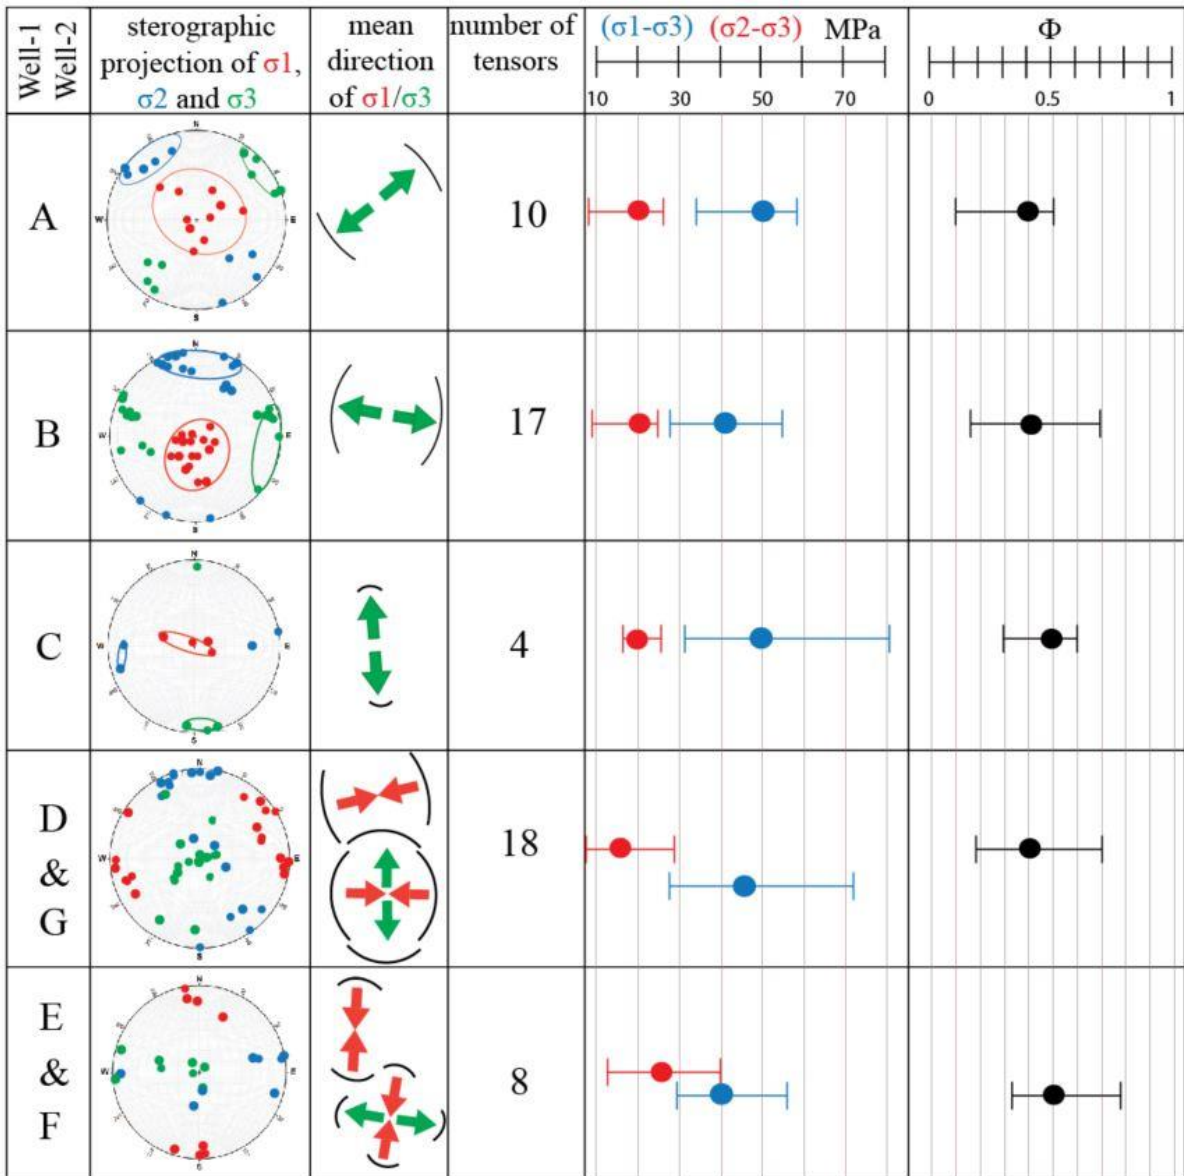 Well-1
Well-2
sterographic
projection of σ1,
σ2 and σ3
mean
direction
of σ1/σ3
number of
tensors
(σ1-σ3) (σ2-σ3) MPa
10 30 50 70
Φ
0 0.5 1
A
N
W E
S
10
B
N
W E
S
17
C
N
W E
S
4
D
&
G
N
W E
S
18
E
&
F
N
W E
S
8